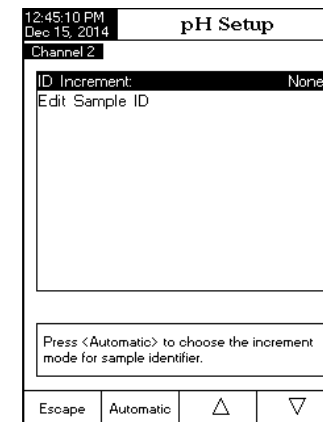 12:45:10 PM
Dec 15, 2014
pH Setup
Channel 2
ID Increment: None
Edit Sample ID
Press <Automatic> to choose the increment
mode for sample identifier.
Escape Automatic △ ▽